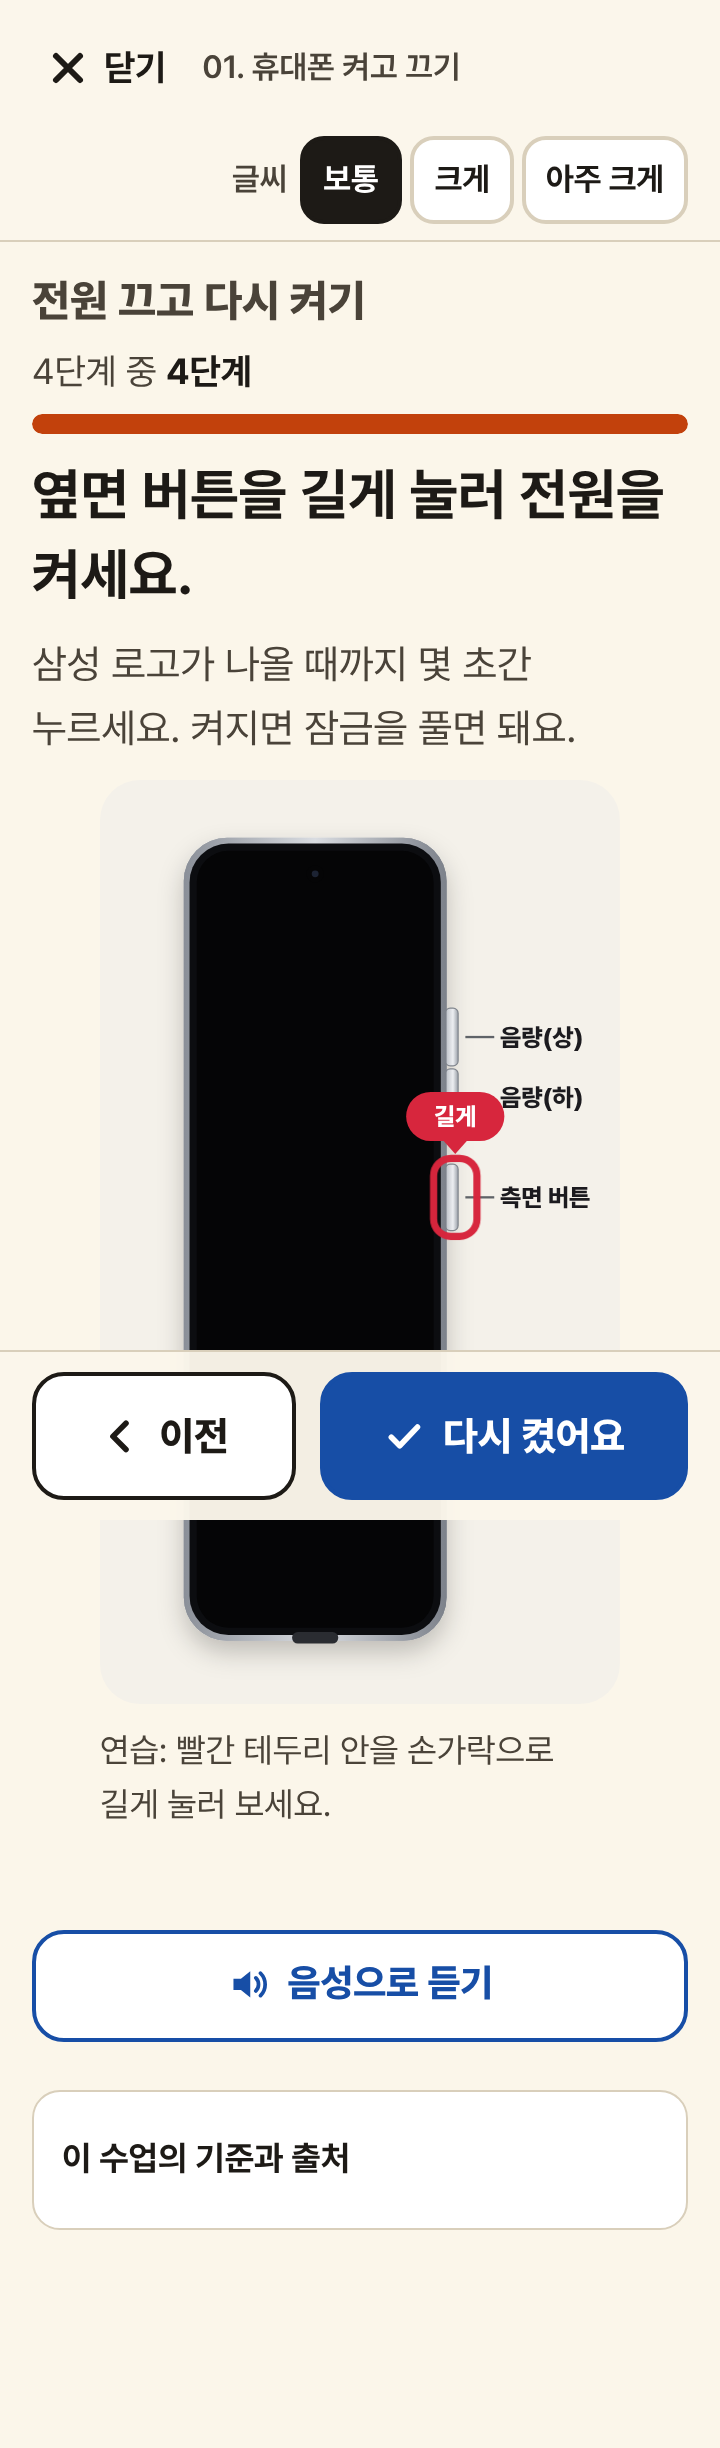 닫기 01. 휴대폰 켜고 끄기
글씨 보통 크게 아주 크게
전원 끄고 다시 켜기
4단계 중 4단계
옆면 버튼을 길게 눌러 전원을
켜세요.
삼성 로고가 나올 때까지 몇 초간
누르세요. 켜지면 잠금을 풀면 돼요.
음량(상)
음량(하)
길게
측면 버튼
이전 다시 켰어요
연습: 빨간 테두리 안을 손가락으로
길게 눌러 보세요.
음성으로 듣기
이 수업의 기준과 출처